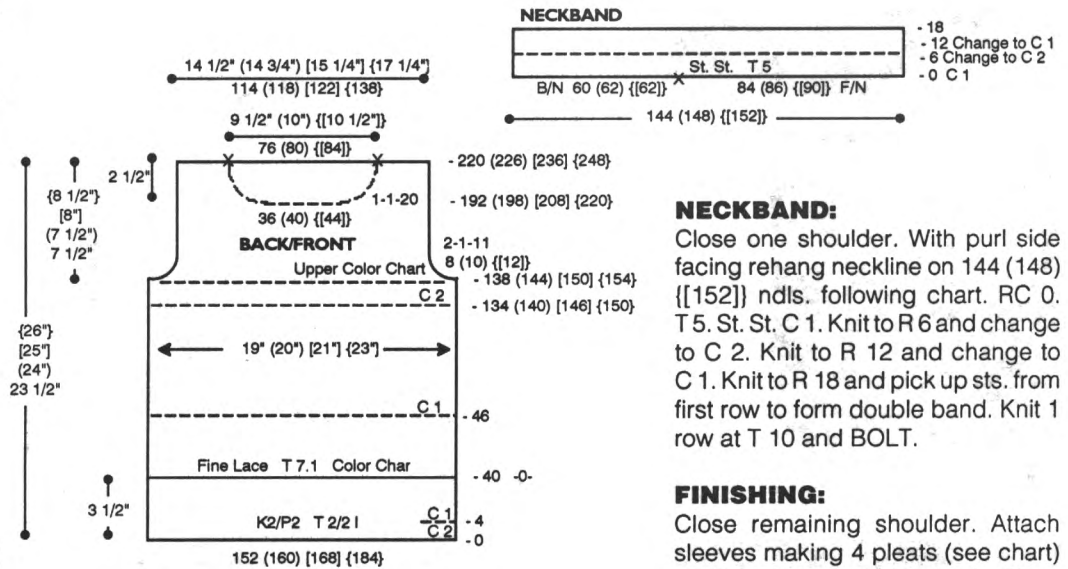 NECKBAND
- 18
- 12 Change to C 1
- 6 Change to C 2
St. St. T 5
- 0 C 1
B/N 60 (62) {[62]} × 84 (86) {[90]} F/N
144 (148) {[152]}
14 1/2" (14 3/4") [15 1/4"] {17 1/4"}
114 (118) [122] {138}
9 1/2" (10") {[10 1/2"]}
76 (80) {[84]}
- 220 (226) [236] {248}
2 1/2"
{8 1/2"}
[8"]
(7 1/2")
7 1/2"
1-1-20
- 192 (198) [208] {220}
36 (40) {[44]}
BACK/FRONT
2-1-11
8 (10) {[12]}
Upper Color Chart
- 138 (144) [150] {154}
C 2
- 134 (140) [146] {150}
{26"}
[25"]
(24")
23 1/2"
19" (20") [21"] {23"}
C 1
- 46
Fine Lace T 7.1 Color Char
- 40 -0-
3 1/2"
K2/P2 T 2/2 I
C 1
- 4
C 2
- 0
152 (160) [168] {184}
NECKBAND:
Close one shoulder. With purl side
facing rehang neckline on 144 (148)
{[152]} ndls. following chart. RC 0.
T 5. St. St. C 1. Knit to R 6 and change
to C 2. Knit to R 12 and change to
C 1. Knit to R 18 and pick up sts. from
first row to form double band. Knit 1
row at T 10 and BOLT.
FINISHING:
Close remaining shoulder. Attach
sleeves making 4 pleats (see chart)